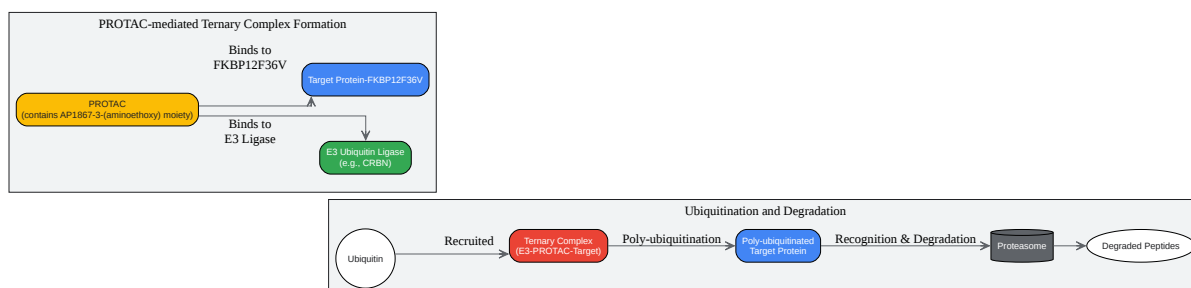 PROTAC-mediated Ternary Complex Formation
Binds to
FKBP12F36V
Target Protein-FKBP12F36V
PROTAC
(contains AP1867-3-(aminoethoxy) moiety)
Binds to
E3 Ligase
E3 Ubiquitin Ligase
(e.g., CRBN)
Ubiquitination and Degradation
Ubiquitin
Recruited
Ternary Complex
(E3-PROTAC-Target)
Poly-ubiquitination
Poly-ubiquitinated
Target Protein
Recognition & Degradation
Proteasome
Degraded Peptides